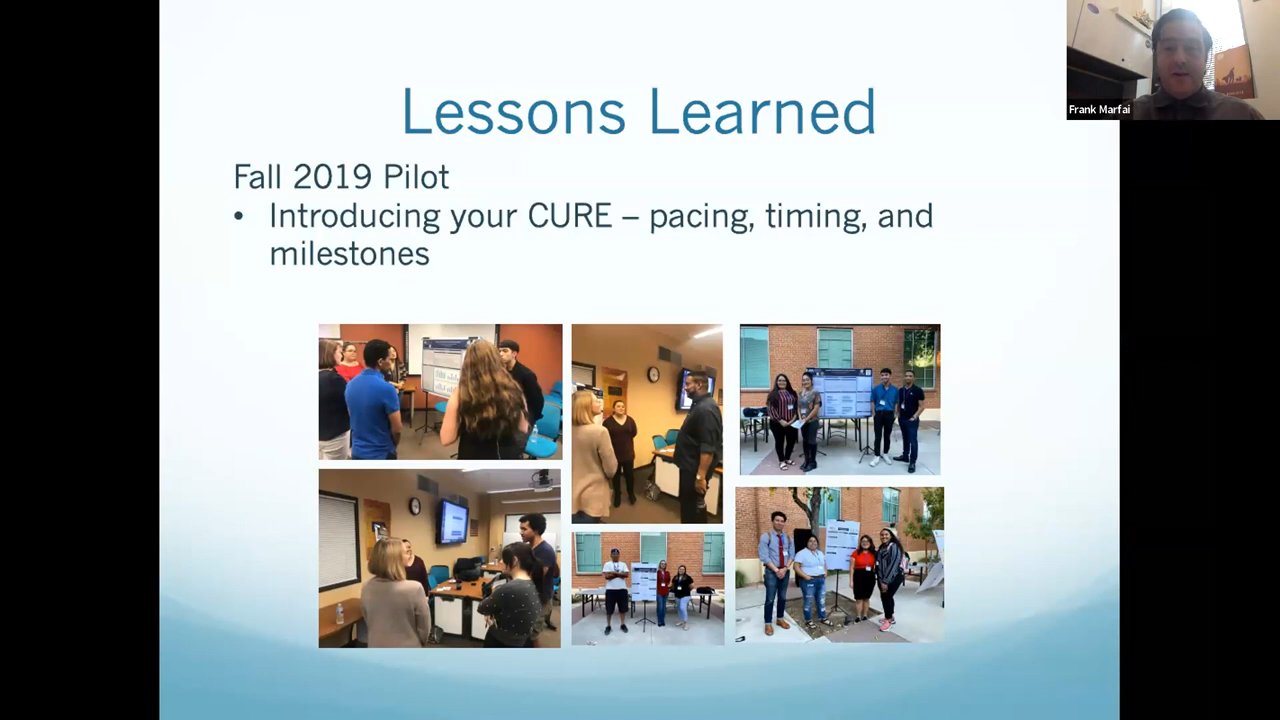 Lessons Learned
Frank Marfai
Fall 2019 Pilot
• Introducing your CURE – pacing, timing, and
milestones